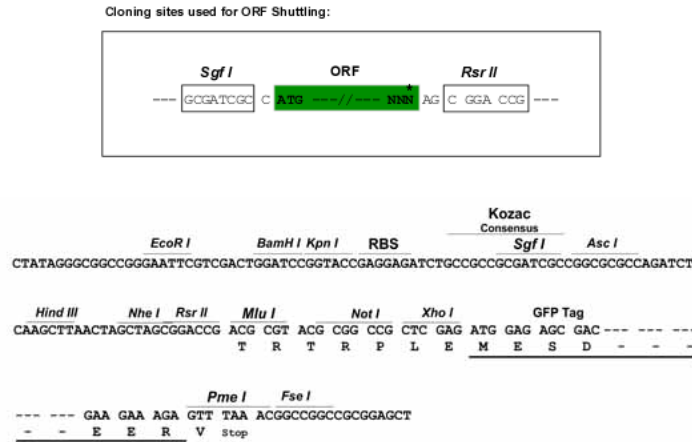 Cloning sites used for ORF Shuttling:
Sgf I ORF Rsr II
--- GCGATCGC C ATG ---//--- NNN AG C GGA CCG ---
*
Kozac
Consensus
EcoR I BamH I Kpn I RBS Sgf I Asc I
CTATAGGGCGGCCGGGAATTCGTCGACTGGATCCGGTACCGAGGAGATCTGCCGCCGCGATCGCCGGCGCGCCAGATCT
Hind III Nhe I Rsr II Mlu I Not I Xho I GFP Tag
CAAGCTTAACTAGCTAGCGGACCG ACG CGT ACG CGG CCG CTC GAG ATG GAG AGC GAC--- --- ---
T R T R P L E M E S D - - -
Pme I Fse I
--- --- GAA GAA AGA GTT TAA ACGGCCGGCCGCGGAGCT
- - E E R V Stop